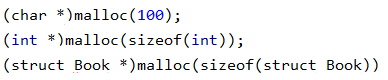 (char *)malloc(100);
(int *)malloc(sizeof(int));
(struct Book *)malloc(sizeof(struct Book))